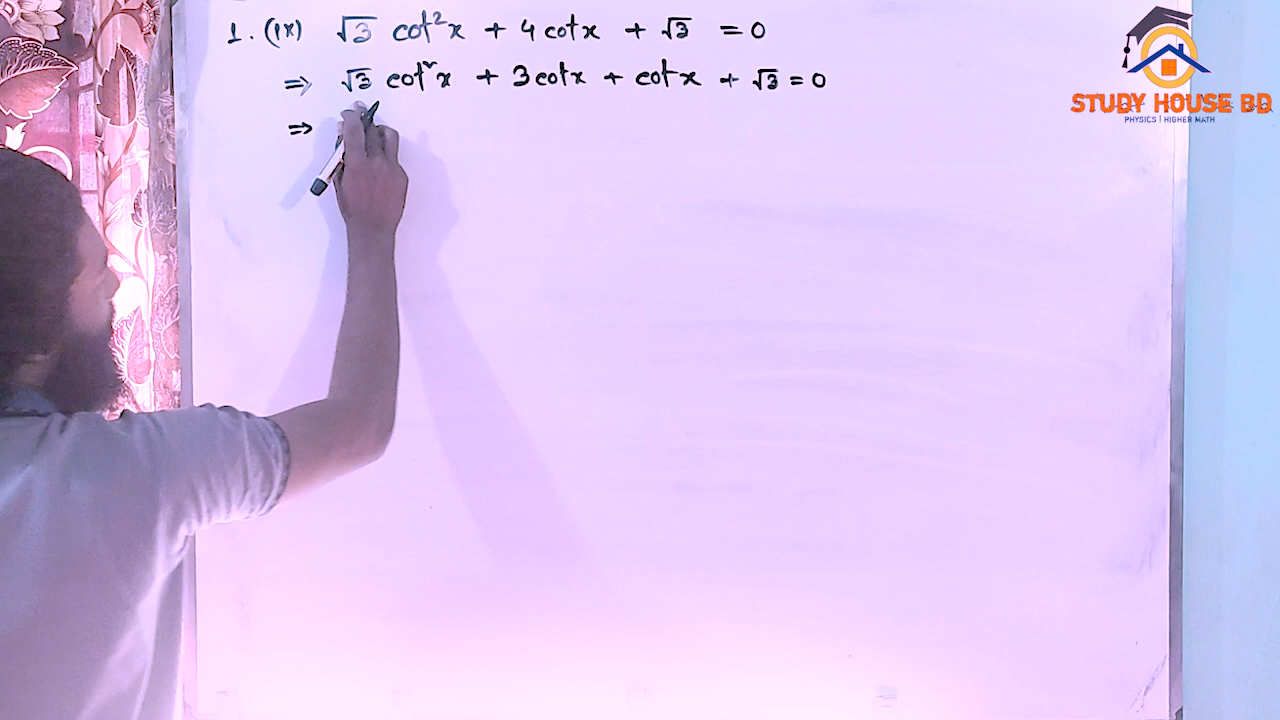 1. (ix) √3 cot²x + 4 cotx + √3 = 0
⇒ √3 cot²x + 3 cotx + cotx + √3 = 0
⇒
STUDY HOUSE BD
PHYSICS | HIGHER MATH